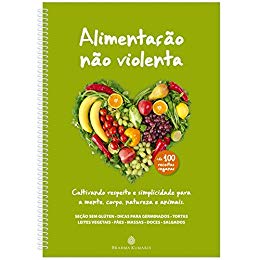 Alimentação
não violenta
100
receitas
veganas
Cultivando respeito e simplicidade para
a mente, corpo, natureza e animais.
SEÇÃO SEM GLÚTEN • DICAS PARA GERMINADOS • TORTAS
LEITES VEGETAIS • PÃES • MASSAS • DOCES • SALGADOS
BRAHMA KUMARIS